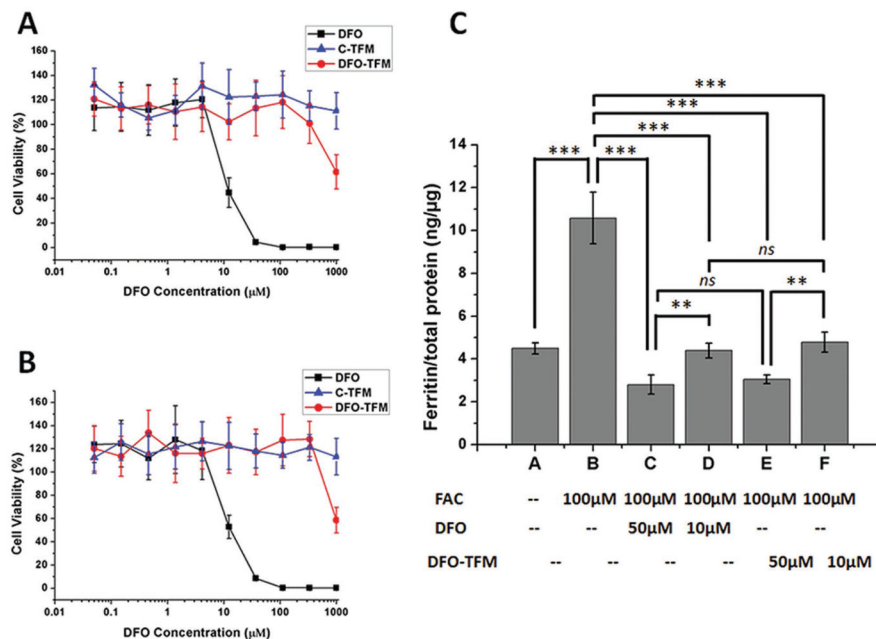 A
DFO
C-TFM
DFO-TFM
160
140
120
100
80
60
40
20
0
Cell Viability (%)
0.01 0.1 1 10 100 1000
DFO Concentration (μM)
B
DFO
C-TFM
DFO-TFM
160
140
120
100
80
60
40
20
0
Cell Viability (%)
0.01 0.1 1 10 100 1000
DFO Concentration (μM)
C
***
***
***
*** ***
ns
ns **
**
14
12
10
8
6
4
2
0
Ferritin/total protein (ng/μg)
A B C D E F
FAC -- 100μM 100μM 100μM 100μM 100μM
DFO -- -- 50μM 10μM -- --
DFO-TFM -- -- -- -- 50μM 10μM